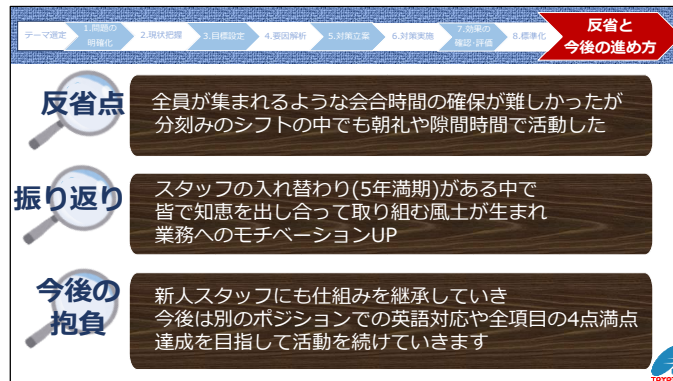 テーマ選定
1.問題の
明確化
2.現状把握
3.目標設定
4.要因解析
5.対策立案
6.対策実施
7.効果の
確認・評価
8.標準化
反省と
今後の進め方
反省点
全員が集まれるような会合時間の確保が難しかったが
分刻みのシフトの中でも朝礼や隙間時間で活動した
振り返り
スタッフの入れ替わり(5年満期)がある中で
皆で知恵を出し合って取り組む風土が生まれ
業務へのモチベーションUP
今後の
抱負
新人スタッフにも仕組みを継承していき
今後は別のポジションでの英語対応や全項目の4点満点
達成を目指して活動を続けていきます